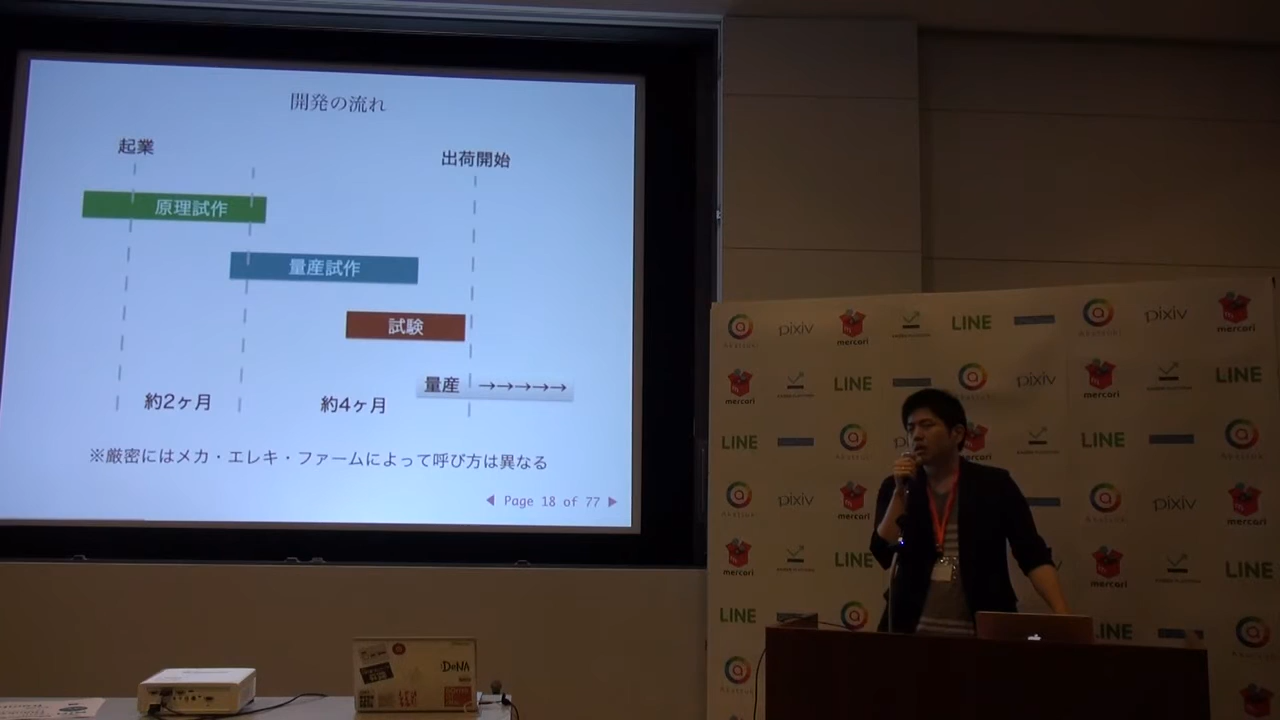 開発の流れ
起業
出荷開始
原理試作
量産試作
試験
量産 →→→→→
約2ヶ月
約4ヶ月
※厳密にはメカ・エレキ・ファームによって呼び方は異なる
◀ Page 18 of 77 ▶
pixiv
mercari
LINE
pixiv
mercari
mercari
LINE
pixiv
mercari
LINE
LINE
LINE
pixiv
mercari
pixiv
mercari
mercari
LINE
mercari
LINE
LINE
LINE
DeNA